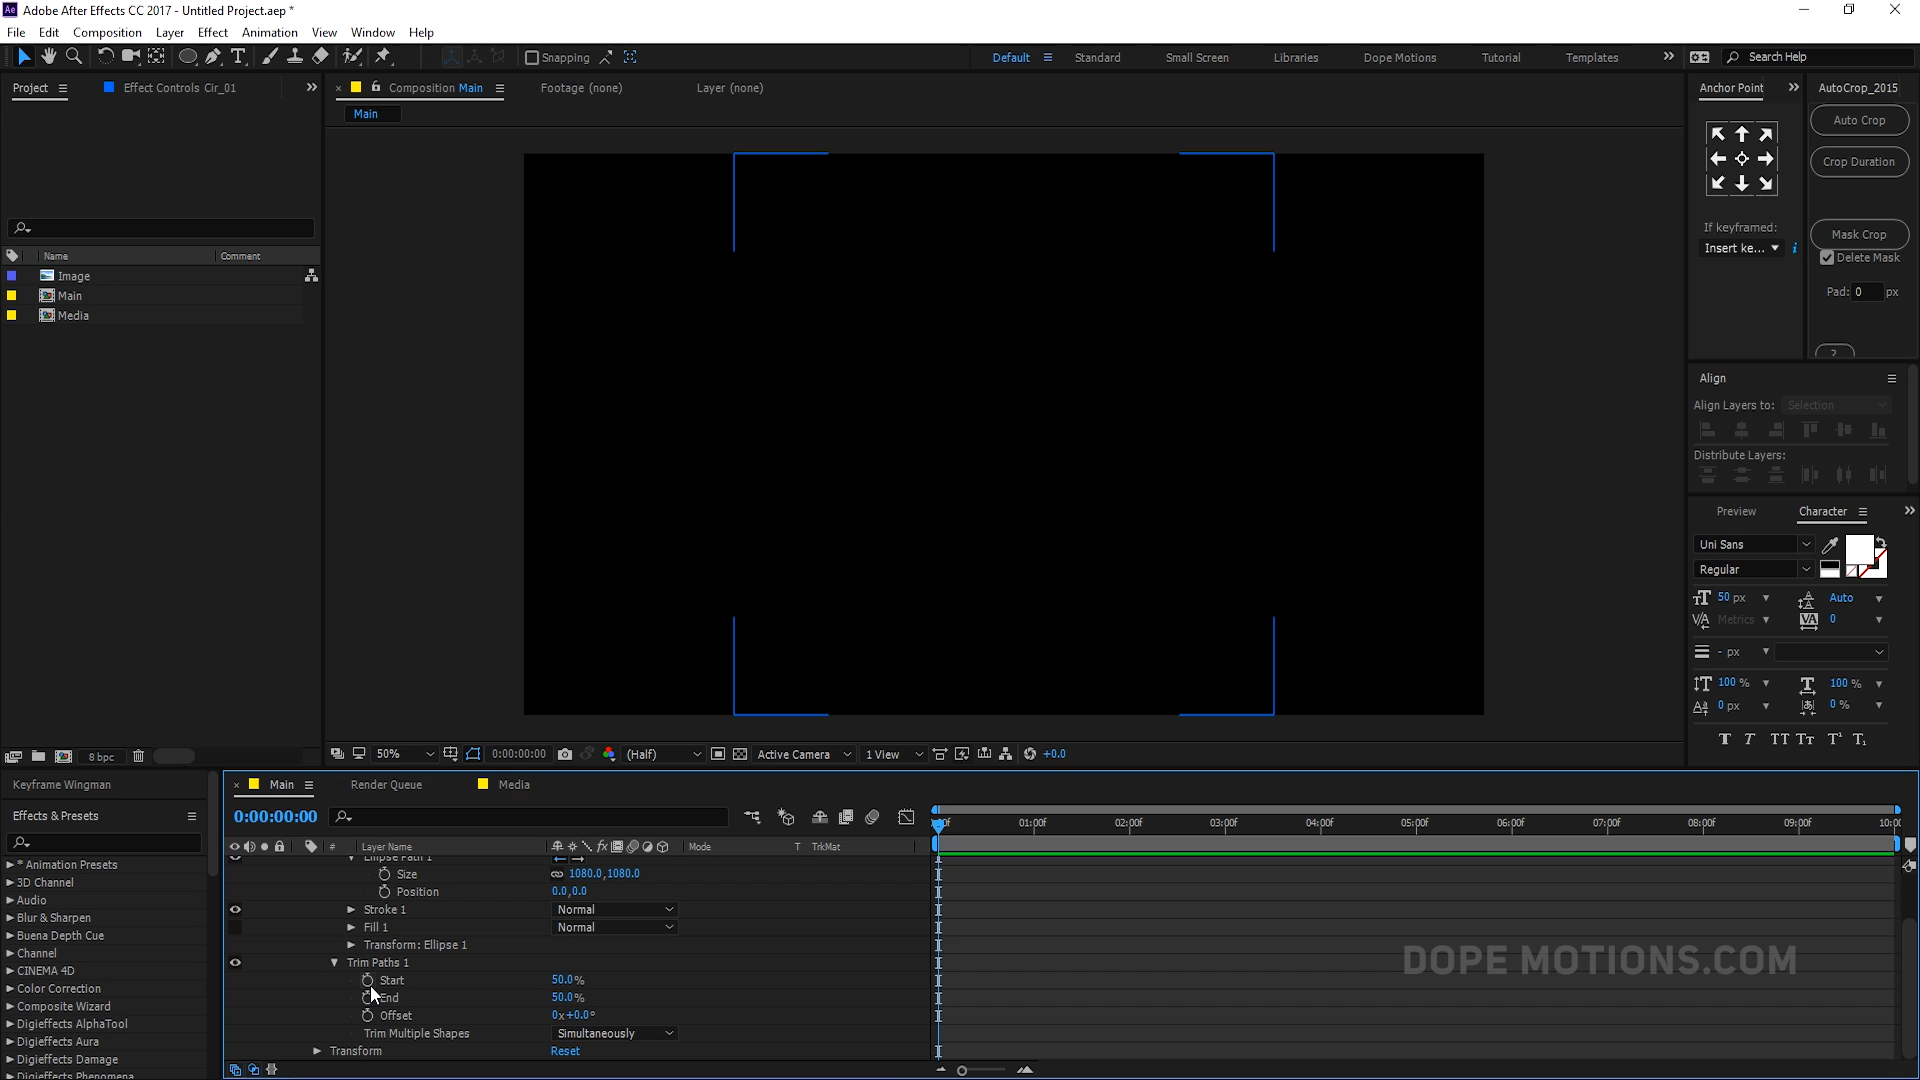 Adobe After Effects CC 2017 - Untitled Project.aep *
File Edit Composition Layer Effect Animation View Window Help
Snapping
Default Standard Small Screen Libraries Dope Motions Tutorial Templates Search Help
Project Effect Controls Cir_01
Composition Main Footage (none) Layer (none)
Main
Anchor Point AutoCrop_2015
Auto Crop
Crop Duration
If keyframed:
Insert ke...
Mask Crop
Delete Mask
Pad: 0 px
?
Name Comment
Image
Main
Media
Align
Align Layers to: Selection
Distribute Layers:
Preview Character
Uni Sans
Regular
50 px Auto
Metrics 0
- px
100 % 100 %
0 px 0 %
8 bpc
50% 0:00:00:00 (Half) Active Camera 1 View +0.0
Keyframe Wingman
Effects & Presets
* Animation Presets
3D Channel
Audio
Blur & Sharpen
Buena Depth Cue
Channel
CINEMA 4D
Color Correction
Composite Wizard
Digieffects AlphaTool
Digieffects Aura
Digieffects Damage
Digieffects Phenomena
Main Render Queue Media
0:00:00:00
# Layer Name Mode T TrkMat
01:00f 02:00f 03:00f 04:00f 05:00f 06:00f 07:00f 08:00f 09:00f
Ellipse Path 1
Size 1080.0,1080.0
Position 0.0,0.0
Stroke 1 Normal
Fill 1 Normal
Transform: Ellipse 1
Trim Paths 1
Start 50.0%
End 50.0%
Offset 0x+0.0°
Trim Multiple Shapes Simultaneously
Transform Reset
DOPE MOTIONS.COM